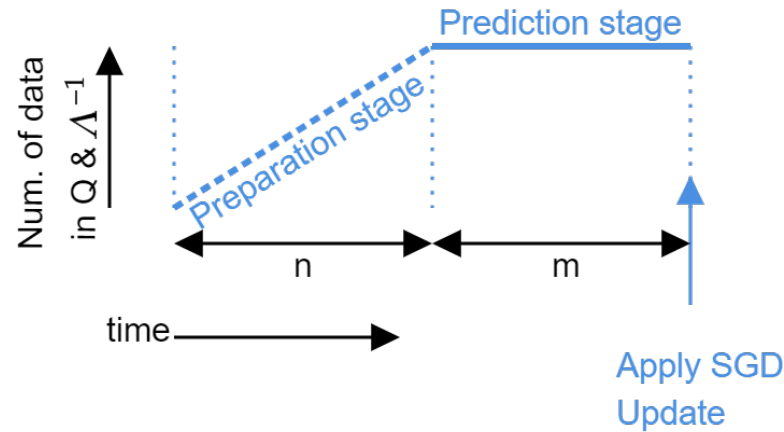 Prediction stage
Num. of data
in Q & Λ⁻¹
Preparation stage
n
m
time
Apply SGD
Update